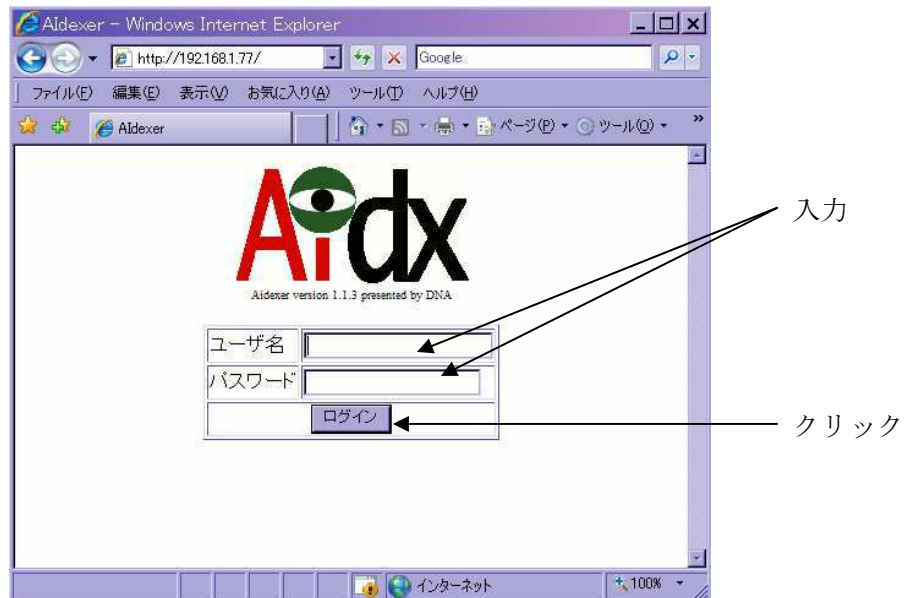 AIdexer - Windows Internet Explorer
http://192.168.1.77/
Google
ファイル(F) 編集(E) 表示(V) お気に入り(A) ツール(T) ヘルプ(H)
AIdexer
ページ(P) ツール(O) »
Aidx
入力
Aidexer version 1.1.3 presented by DNA
ユーザ名
パスワード
ログイン
クリック
インターネット 100%